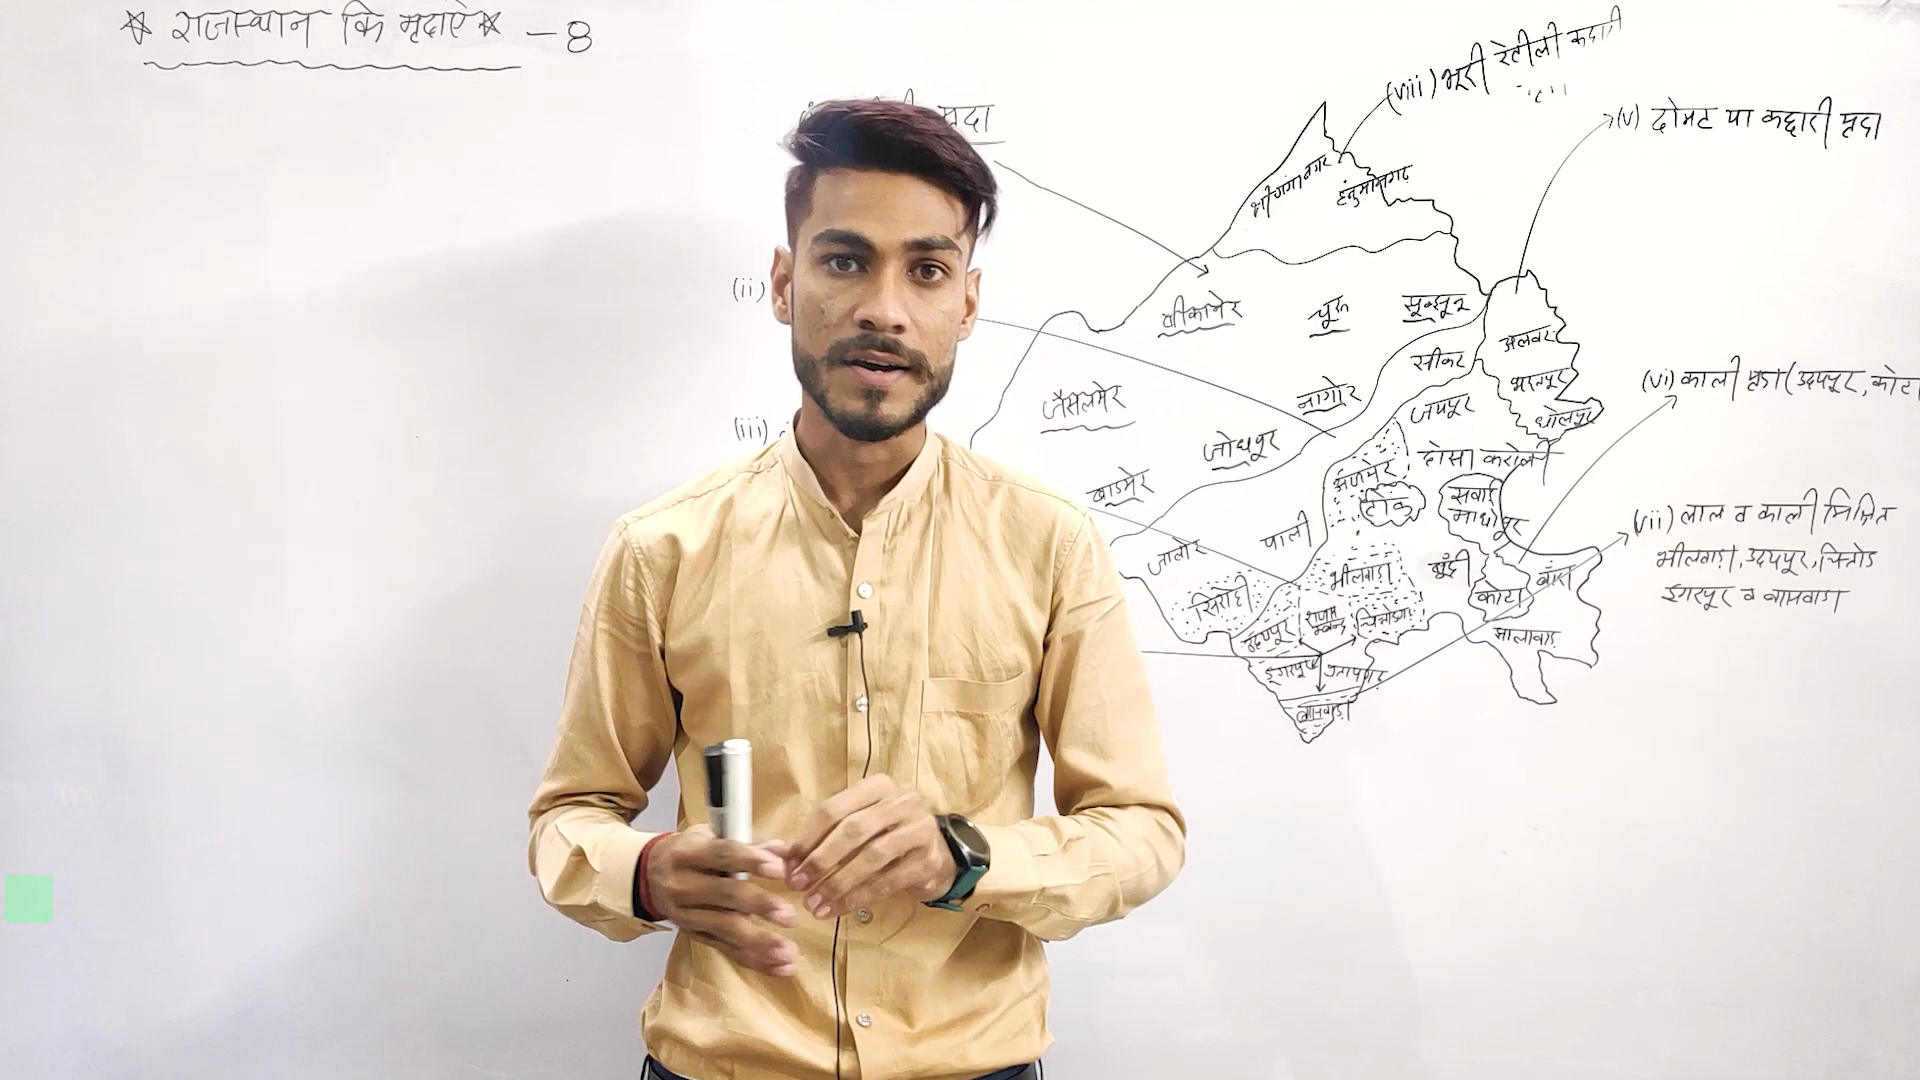 ★ राजस्थान कि मृदाऐ ★ – 8
मृदा
(ii)
(iii)
(viii) भूरी रेतीली कछारी
(v) दोमट या कछारी मृदा
(vi) काली मृदा (उदयपूर, कोटा
(vii) लाल व काली मिश्रित
भीलवाड़ा, उदयपूर, चित्तोड
डुंगरपूर व बासवाडा
श्रीगंगानगर
हनुमानगढ़
बीकानेर चूरू झून्झूनू
सीकर
अलवर
जैसलमेर
नागोर
जयपूर
भरतपूर
धोलपूर
जोधपूर
दोसा करोली
बाडमेर
अजमेर
टोंक
सवाई
माधोपूर
जालोर
पाली
सिरोही
भीलवाडा
बूंदी
कोटा
बांरा
उदयपूर
झालावाड
डूंगरपूर
प्रतापगढ़
बासवाडा